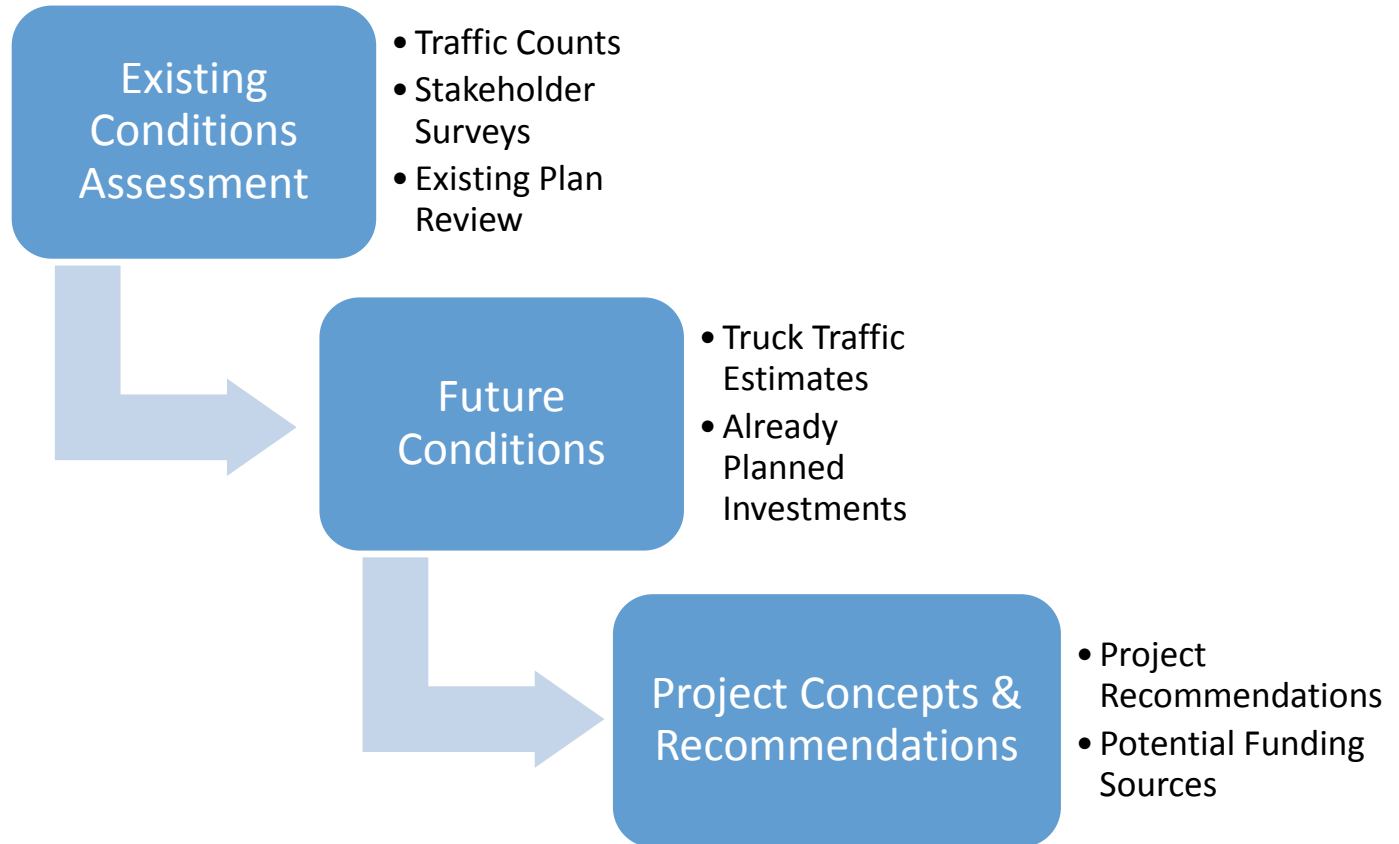 Existing
Conditions
Assessment
• Traffic Counts
• Stakeholder
Surveys
• Existing Plan
Review
Future
Conditions
• Truck Traffic
Estimates
• Already
Planned
Investments
Project Concepts &
Recommendations
• Project
Recommendations
• Potential Funding
Sources